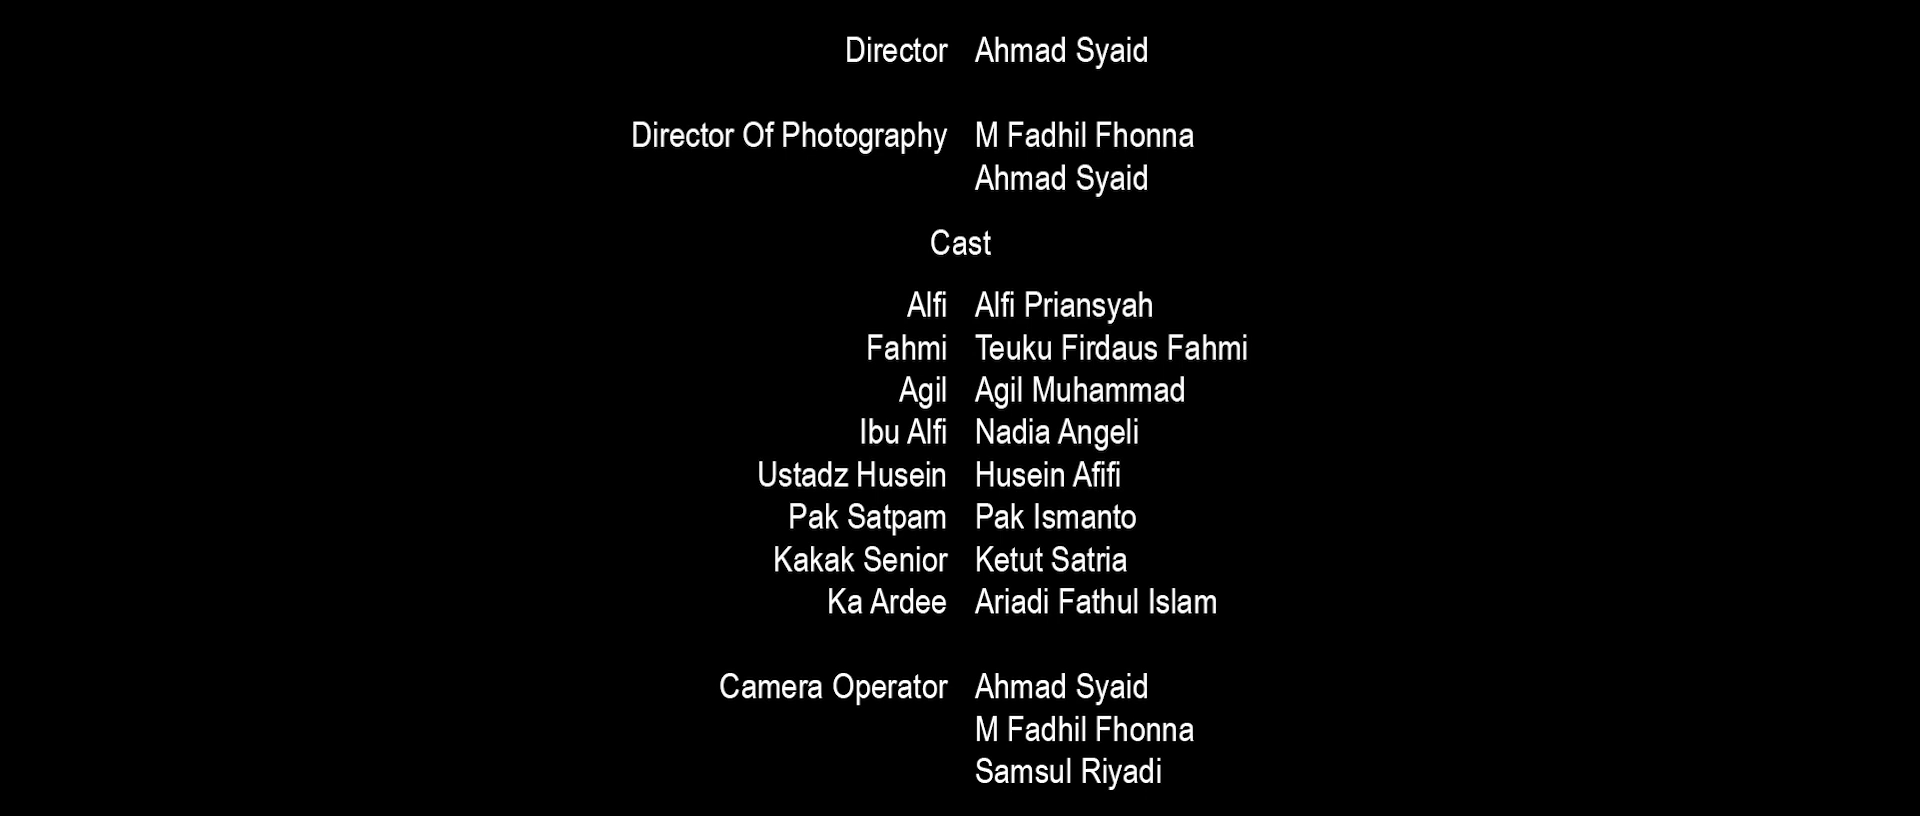 Director Ahmad Syaid
Director Of Photography M Fadhil Fhonna
Ahmad Syaid
Cast
Alfi Alfi Priansyah
Fahmi Teuku Firdaus Fahmi
Agil Agil Muhammad
Ibu Alfi Nadia Angeli
Ustadz Husein Husein Afifi
Pak Satpam Pak Ismanto
Kakak Senior Ketut Satria
Ka Ardee Ariadi Fathul Islam
Camera Operator Ahmad Syaid
M Fadhil Fhonna
Samsul Riyadi